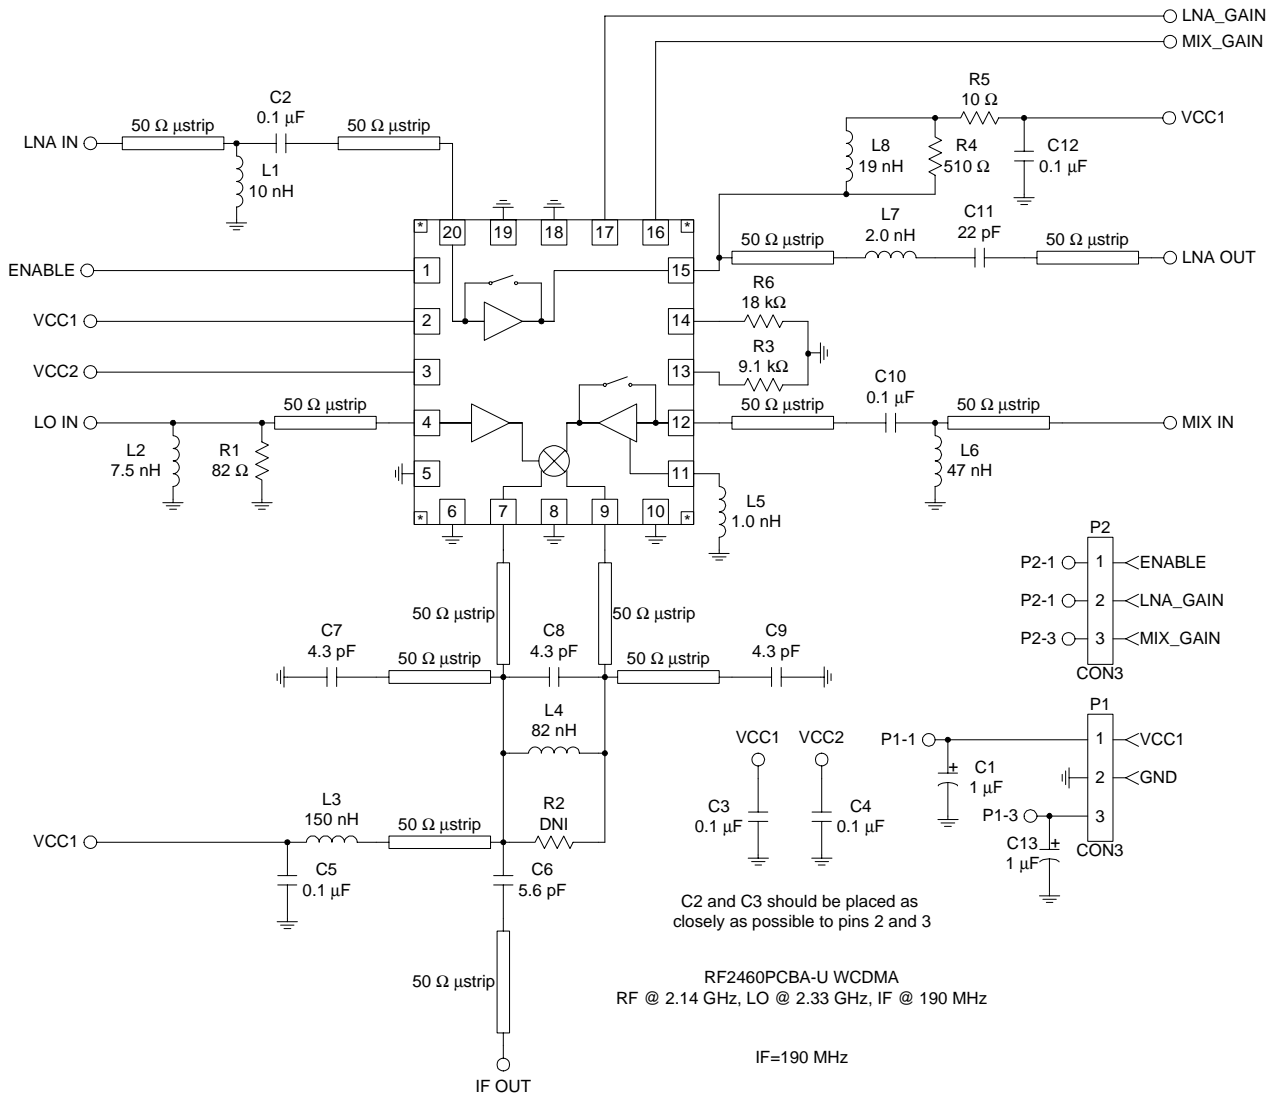 LNA_GAIN
MIX_GAIN
R5
10 Ω
VCC1
C2
0.1 µF
50 Ω µstrip
50 Ω µstrip
LNA IN
L1
10 nH
L8
19 nH
R4
510 Ω
C12
0.1 µF
* 20 19 18 17 16 *
L7
2.0 nH
C11
22 pF
50 Ω µstrip
50 Ω µstrip
LNA OUT
ENABLE
1
15
R6
18 kΩ
VCC1
2
14
R3
9.1 kΩ
VCC2
3
13
C10
0.1 µF
LO IN
50 Ω µstrip
4
12
50 Ω µstrip
50 Ω µstrip
MIX IN
L2
7.5 nH
R1
82 Ω
L6
47 nH
5
11
L5
1.0 nH
* 6 7 8 9 10 *
P2
P2-1
1
ENABLE
P2-1
2
LNA_GAIN
P2-3
3
MIX_GAIN
CON3
50 Ω µstrip
50 Ω µstrip
C7
4.3 pF
50 Ω µstrip
C8
4.3 pF
50 Ω µstrip
C9
4.3 pF
L4
82 nH
P1
P1-1
1
VCC1
C1
+
1 µF
2
GND
P1-3
3
C13
+
1 µF
CON3
VCC1
VCC2
C3
0.1 µF
C4
0.1 µF
L3
150 nH
50 Ω µstrip
R2
DNI
VCC1
C5
0.1 µF
C6
5.6 pF
C2 and C3 should be placed as
closely as possible to pins 2 and 3
50 Ω µstrip
RF2460PCBA-U WCDMA
RF @ 2.14 GHz, LO @ 2.33 GHz, IF @ 190 MHz
IF=190 MHz
IF OUT